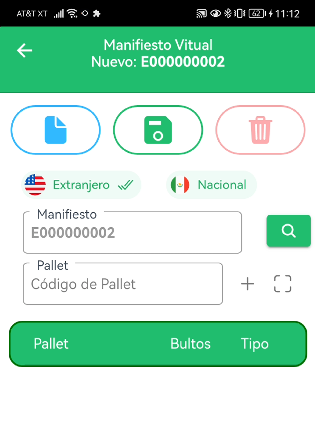 AT&T XT 62 11:12
Manifiesto Vitual
Nuevo: E000000002
Extranjero Nacional
Manifiesto
E000000002
Pallet
Código de Pallet
Pallet Bultos Tipo